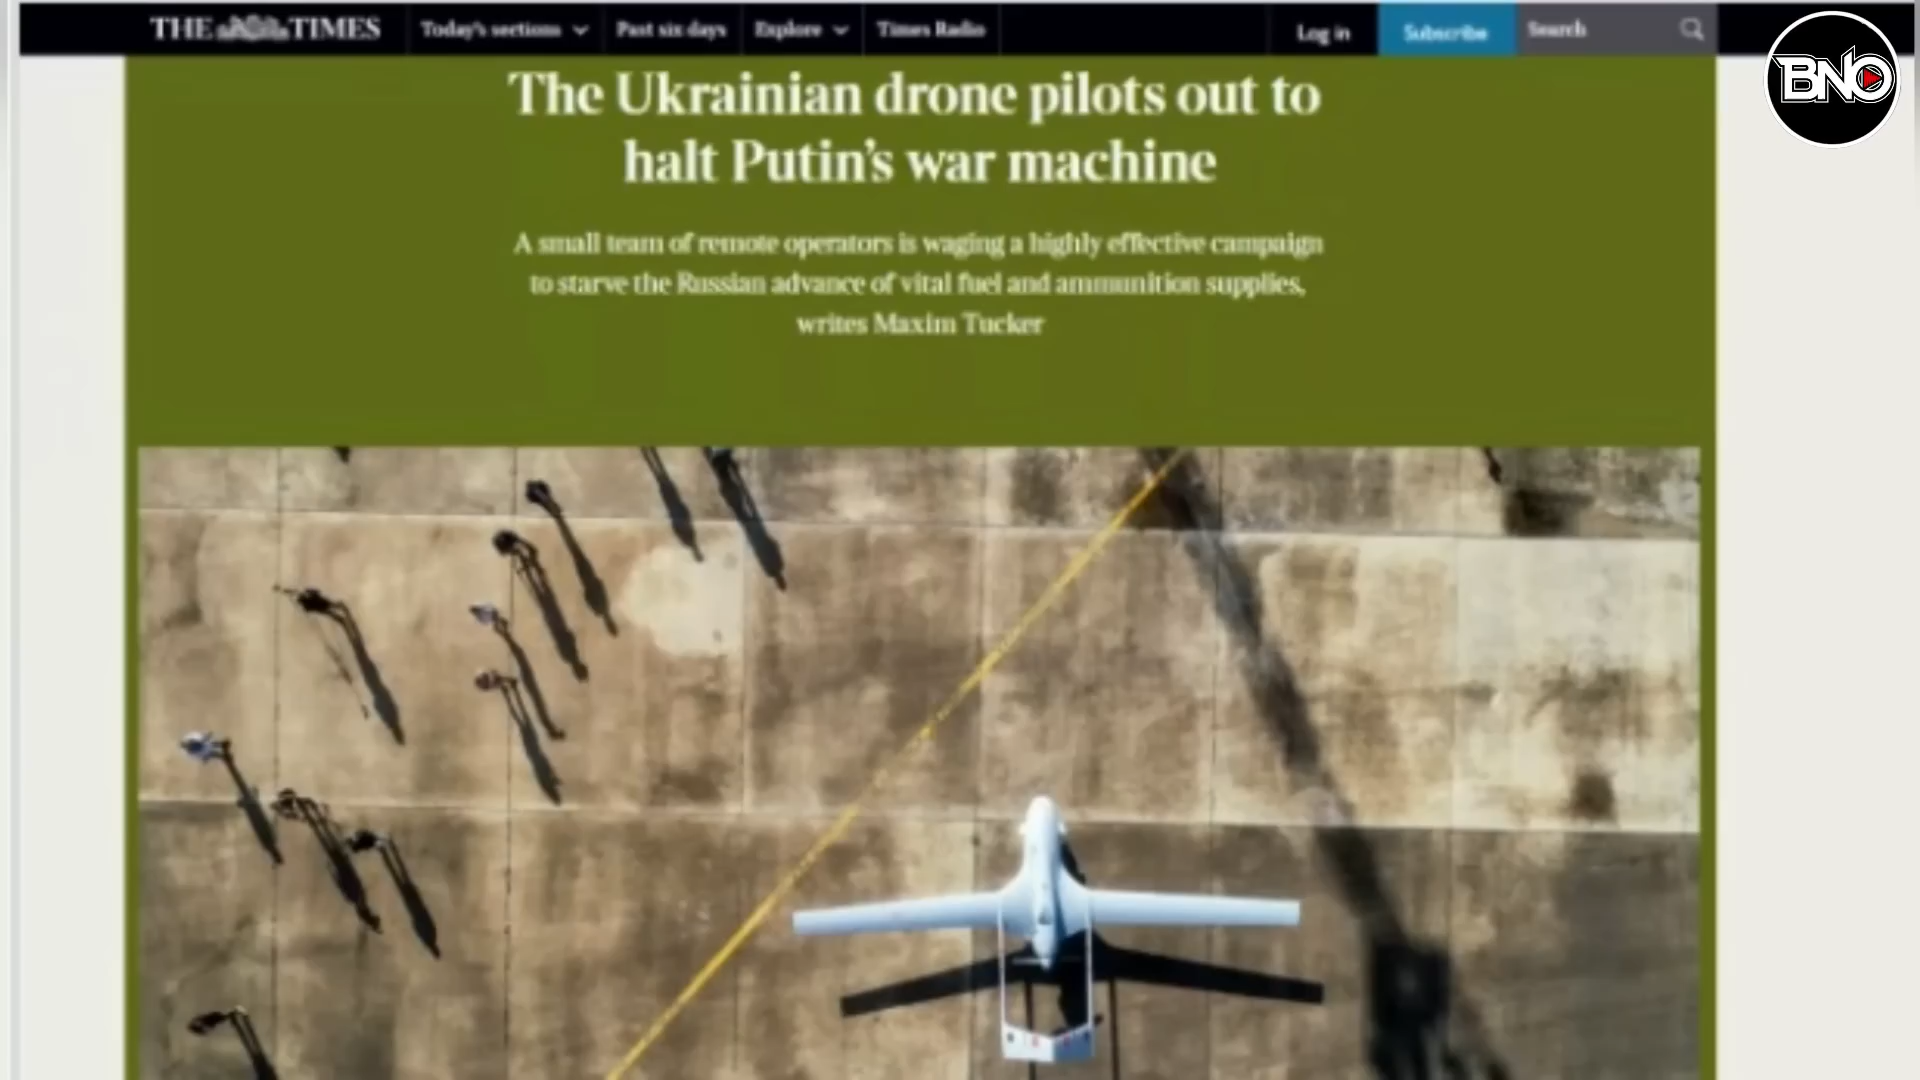 THE TIMES
Today's sections
Past six days
Explore
Times Radio
Log in
Subscribe
Search
BNO
The Ukrainian drone pilots out to
halt Putin's war machine
A small team of remote operators is waging a highly effective campaign
to starve the Russian advance of vital fuel and ammunition supplies,
writes Maxim Tucker